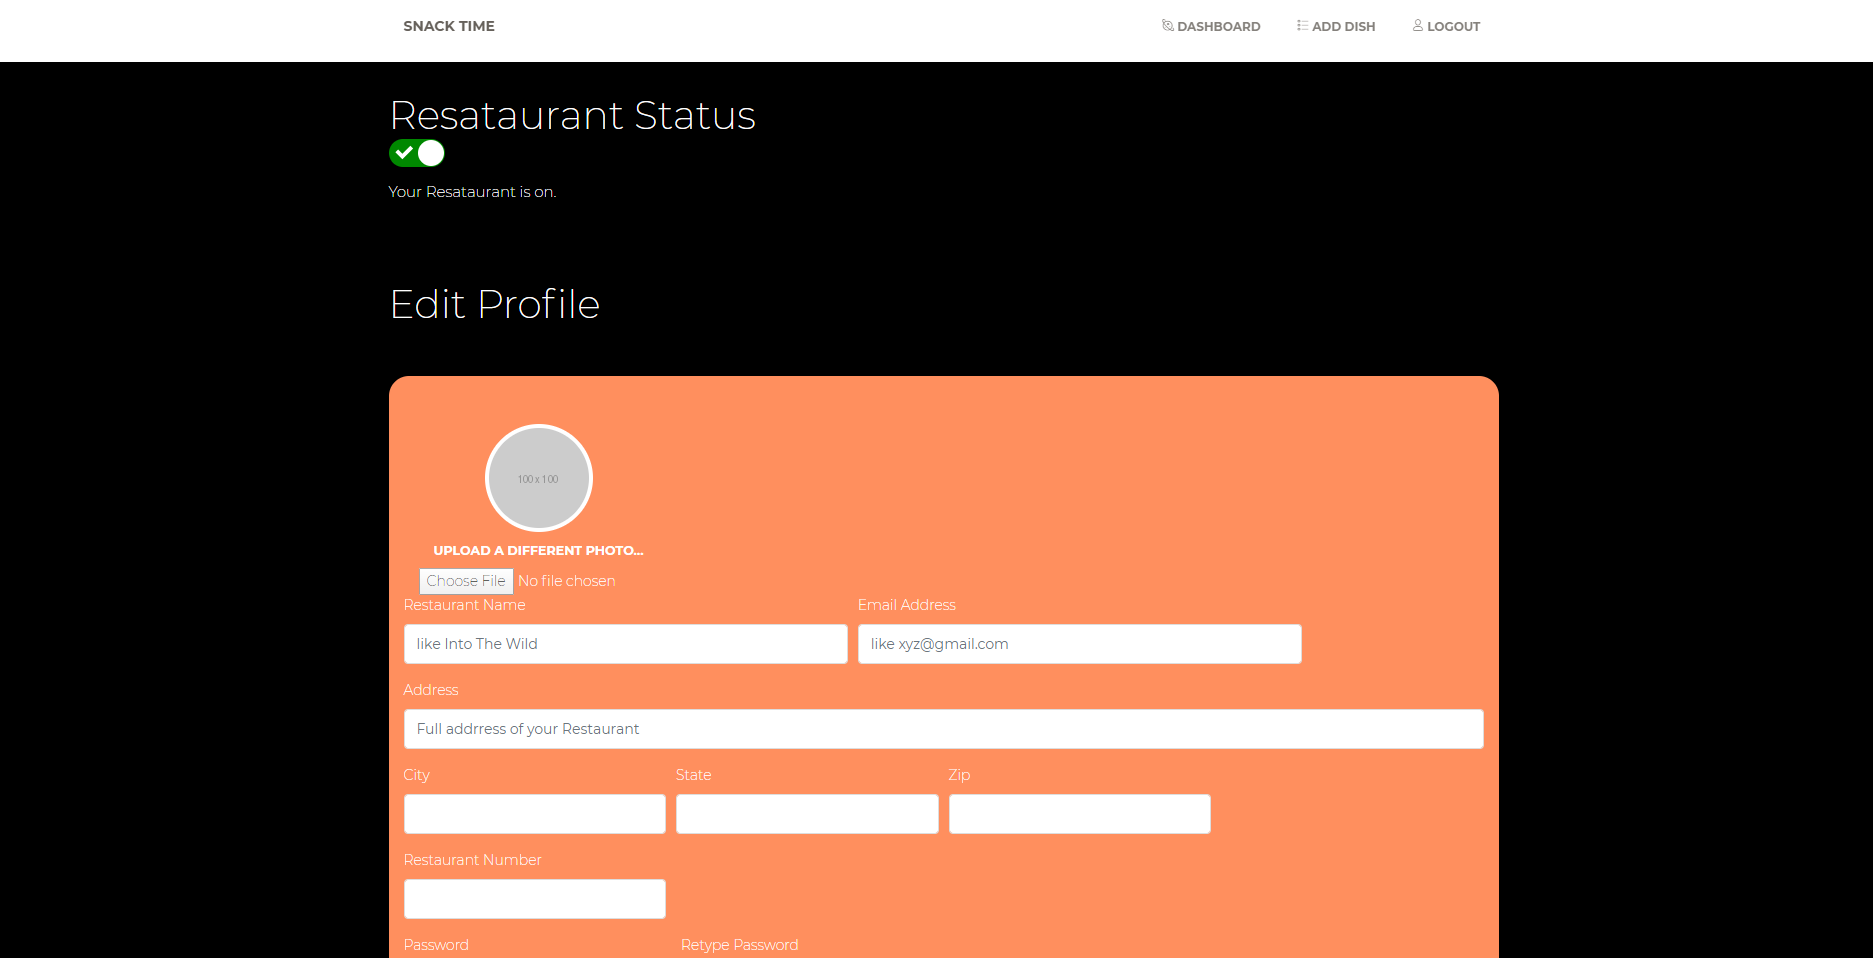 SNACK TIME
DASHBOARD
ADD DISH
LOGOUT
Resataurant Status
Your Resataurant is on.
Edit Profile
100 x 100
UPLOAD A DIFFERENT PHOTO...
Choose File No file chosen
Restaurant Name
Email Address
like Into The Wild
like xyz@gmail.com
Address
Full addrress of your Restaurant
City
State
Zip
Restaurant Number
Password
Retype Password